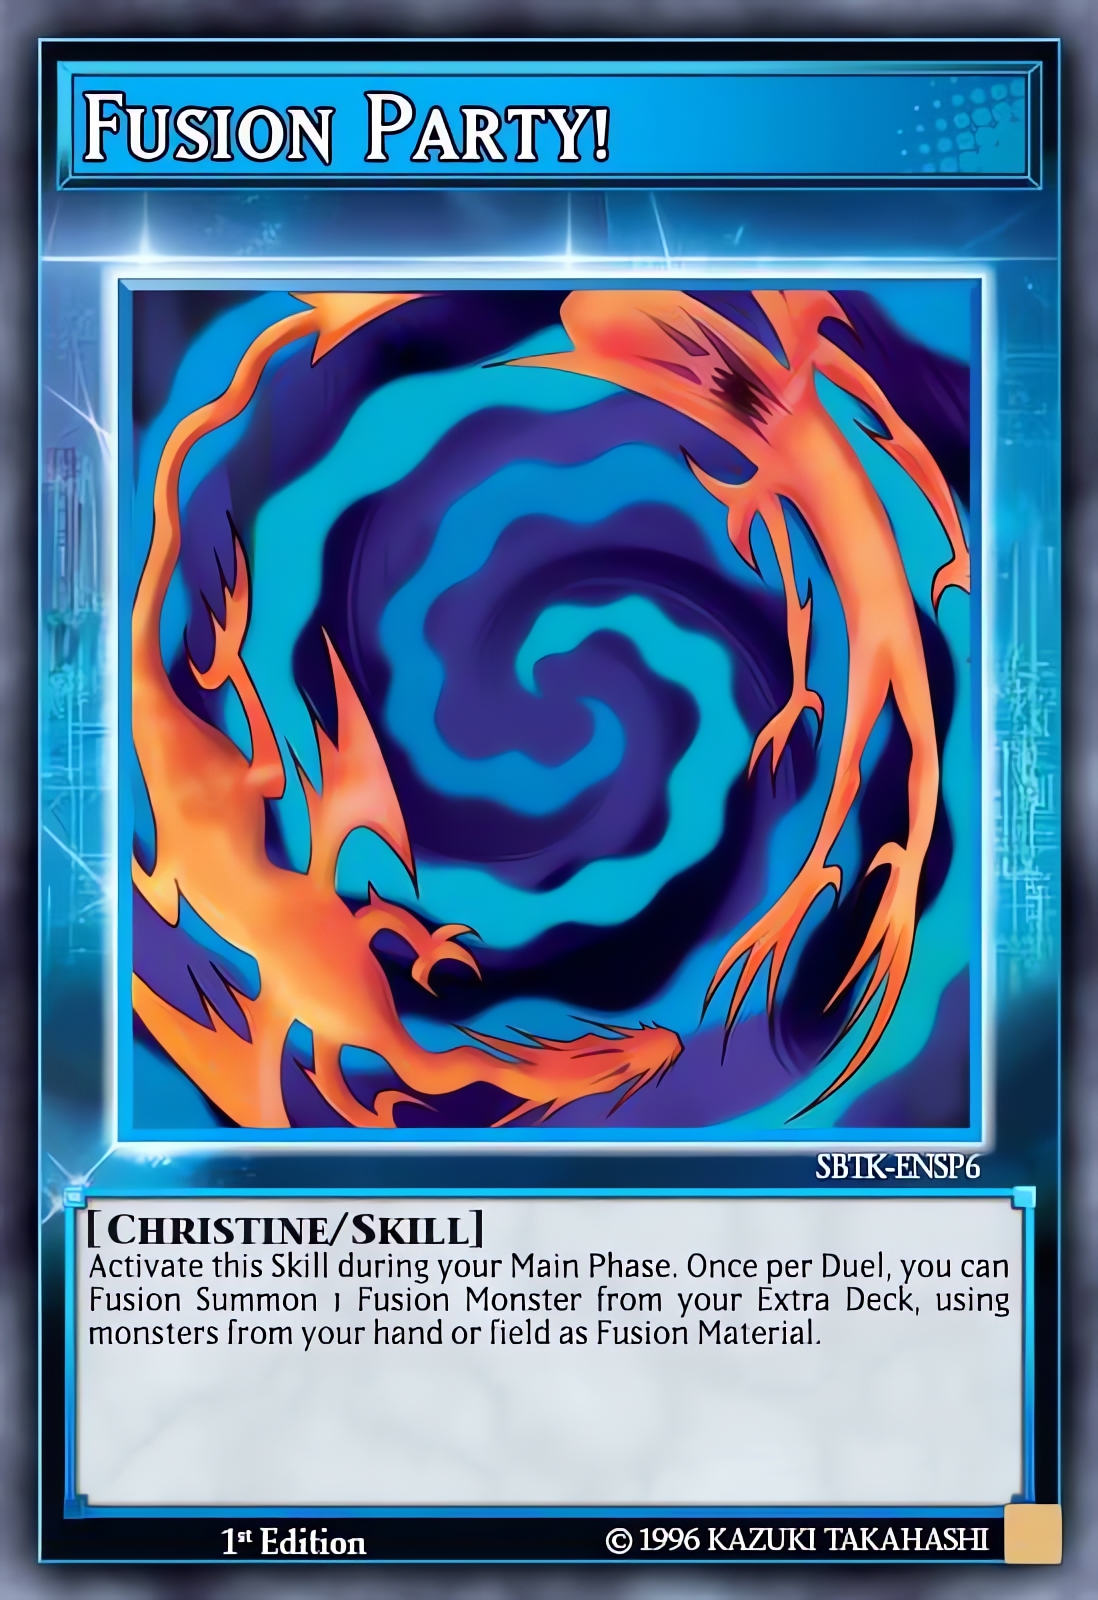 Fusion Party!
SBTK-ENSP6
[Christine/Skill]
Activate this Skill during your Main Phase. Once per Duel, you can
Fusion Summon 1 Fusion Monster from your Extra Deck, using
monsters from your hand or field as Fusion Material.
1st Edition
© 1996 KAZUKI TAKAHASHI